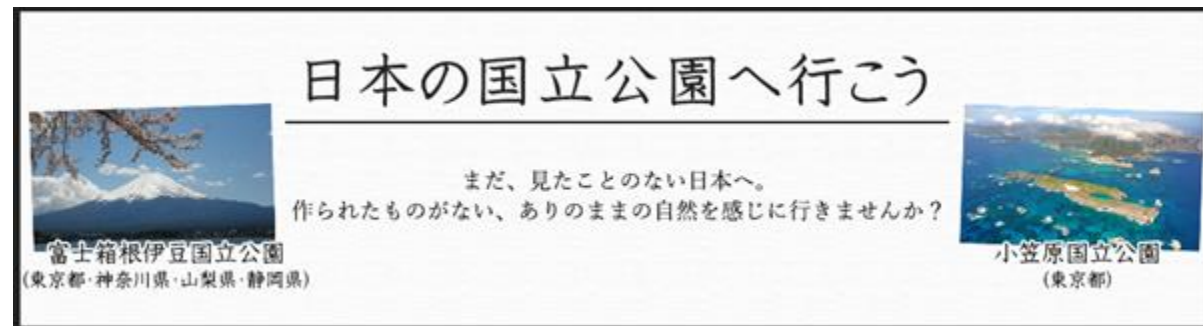 日本の国立公園へ行こう
まだ、見たことのない日本へ。
作られたものがない、ありのままの自然を感じに行きませんか？
富士箱根伊豆国立公園
(東京都·神奈川県·山梨県·静岡県)
小笠原国立公園
(東京都)